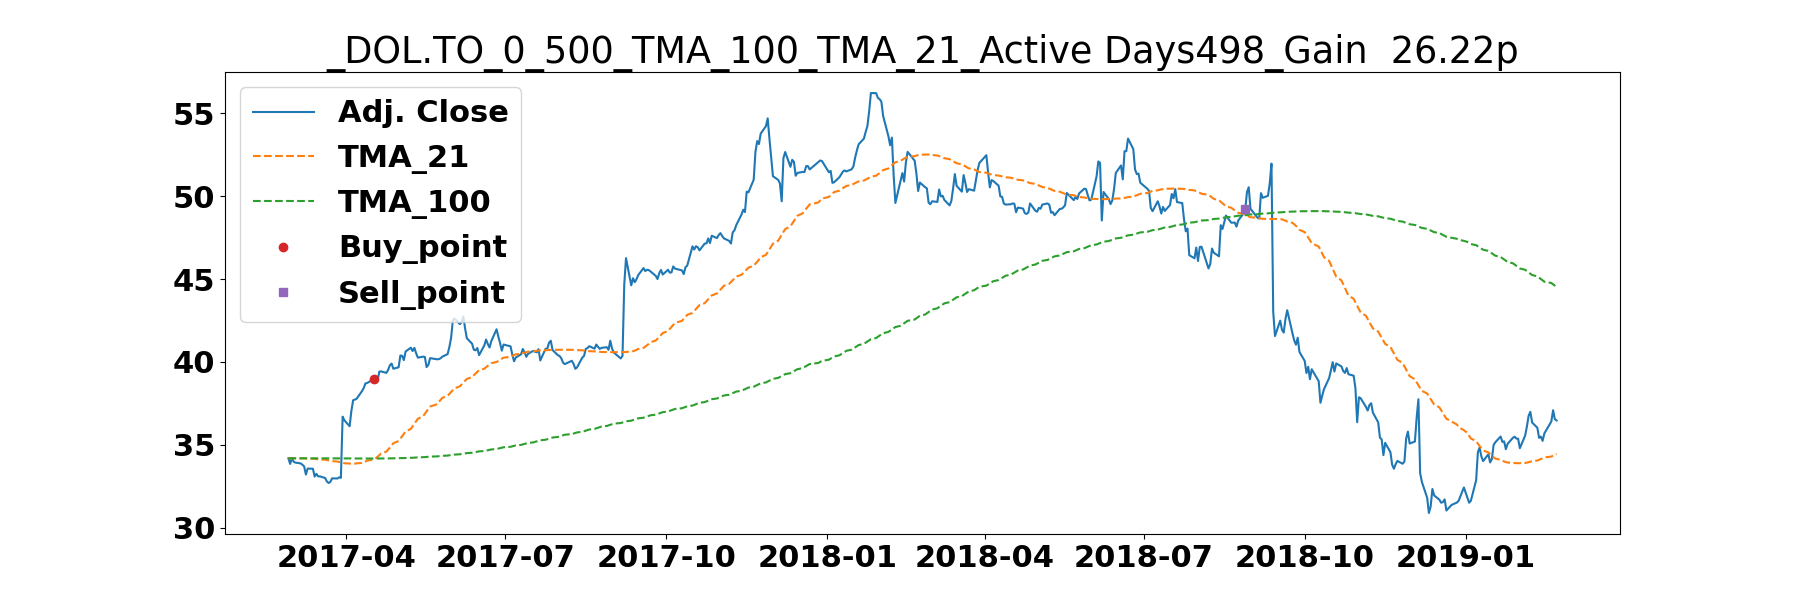 _DOL.TO_0_500_TMA_100_TMA_21_Active Days498_Gain  26.22p
55
50
45
40
35
30
Adj. Close
TMA_21
TMA_100
Buy_point
Sell_point
2017-04 2017-07 2017-10 2018-01 2018-04 2018-07 2018-10 2019-01